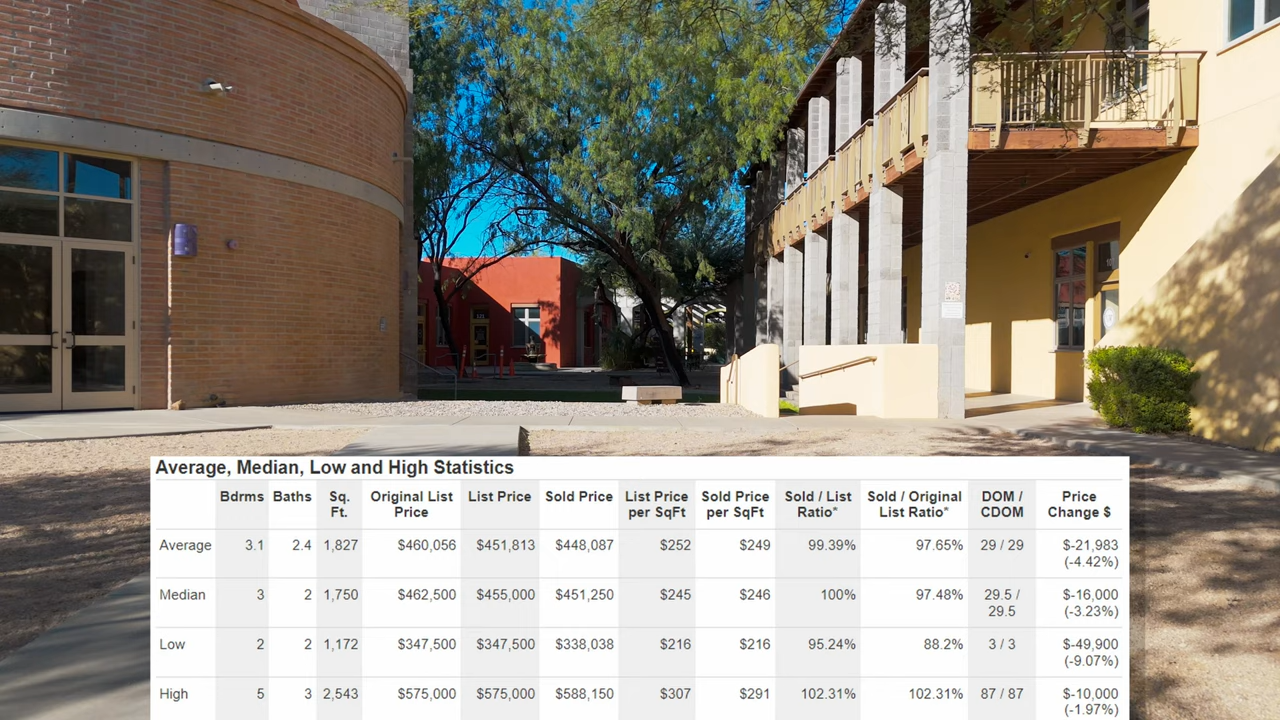 Average, Median, Low and High Statistics
Bdrms Baths Sq. Ft. Original List Price List Price Sold Price List Price per SqFt Sold Price per SqFt Sold / List Ratio* Sold / Original List Ratio* DOM / CDOM Price Change $
Average 3.1 2.4 1,827 $460,056 $451,813 $448,087 $252 $249 99.39% 97.65% 29 / 29 $-21,983 (-4.42%)
Median 3 2 1,750 $462,500 $455,000 $451,250 $245 $246 100% 97.48% 29.5 / 29.5 $-16,000 (-3.23%)
Low 2 2 1,172 $347,500 $347,500 $338,038 $216 $216 95.24% 88.2% 3 / 3 $-49,900 (-9.07%)
High 5 3 2,543 $575,000 $575,000 $588,150 $307 $291 102.31% 102.31% 87 / 87 $-10,000 (-1.97%)